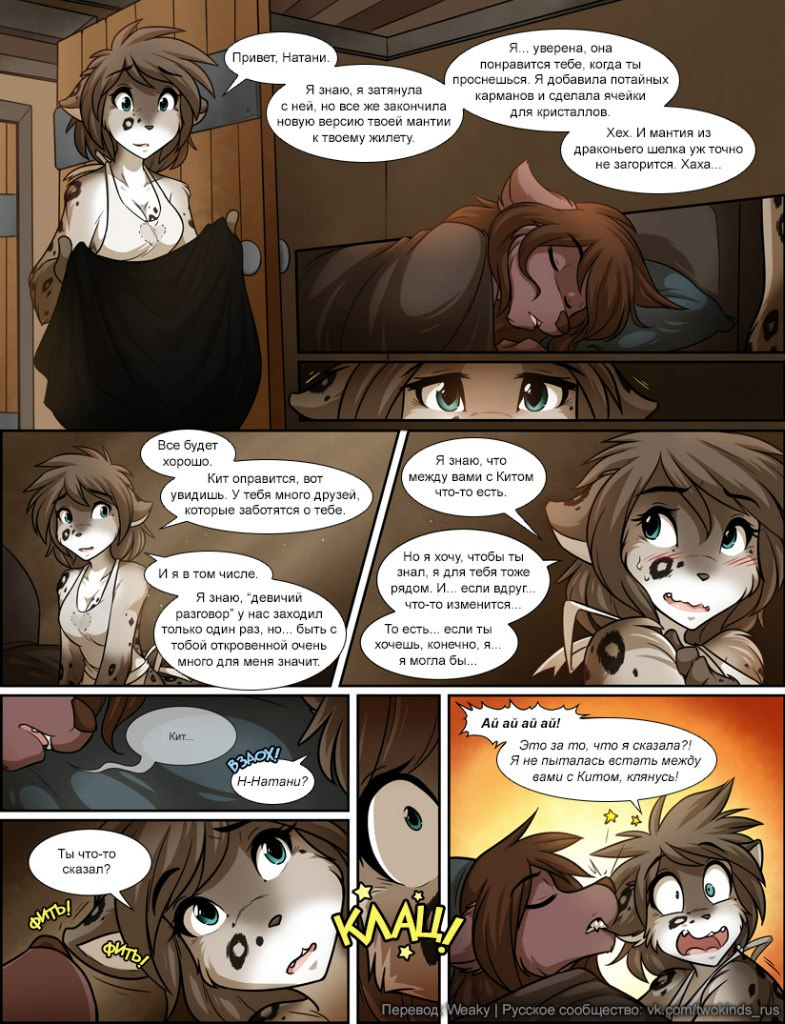 Привет, Натани.
Я знаю, я затянула
с ней, но все же закончила
новую версию твоей мантии
к твоему жилету.
Я... уверена, она
понравится тебе, когда ты
проснешься. Я добавила потайных
карманов и сделала ячейки
для кристаллов.
Хех. И мантия из
драконьего шелка уж точно
не загорится. Хаха...
Все будет
хорошо.
Кит оправится, вот
увидишь. У тебя много друзей,
которые заботятся о тебе.
И я в том числе.
Я знаю, “девичий
разговор” у нас заходил
только один раз, но... быть с
тобой откровенной очень
много для меня значит.
Я знаю, что
между вами с Китом
что-то есть.
Но я хочу, чтобы ты
знал, я для тебя тоже
рядом. И... если вдруг...
что-то изменится...
То есть... если ты
хочешь, конечно, я...
я могла бы...
Кит...
ВЗДОХ!
Н-Натани?
Ты что-то
сказал?
ФИТЬ!
ФИТЬ!
КЛАЦ!
Ай ай ай ай!
Это за то, что я сказала?!
Я не пыталась встать между
вами с Китом, клянусь!
Перевод: Weaky | Русское сообщество: vk.com/twokinds_rus